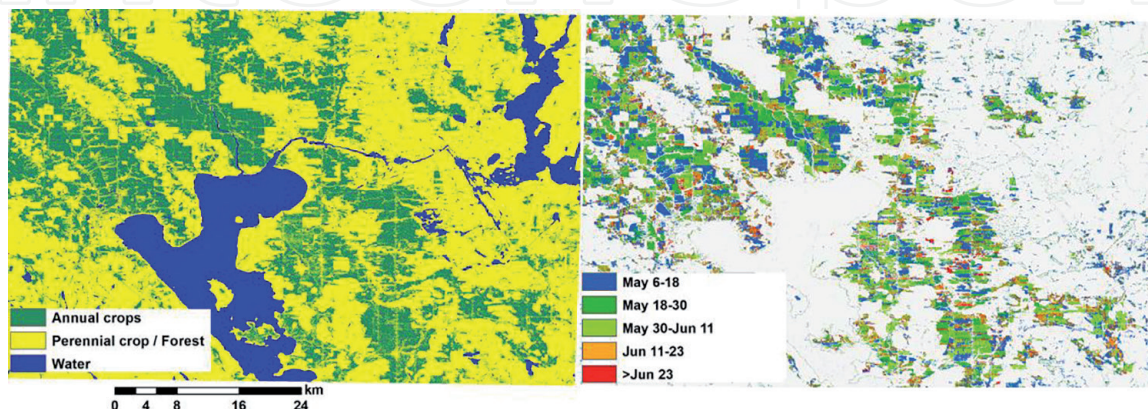 Annual crops
Perennial crop / Forest
Water
km
0 4 8 16 24
May 6-18
May 18-30
May 30-Jun 11
Jun 11-23
>Jun 23